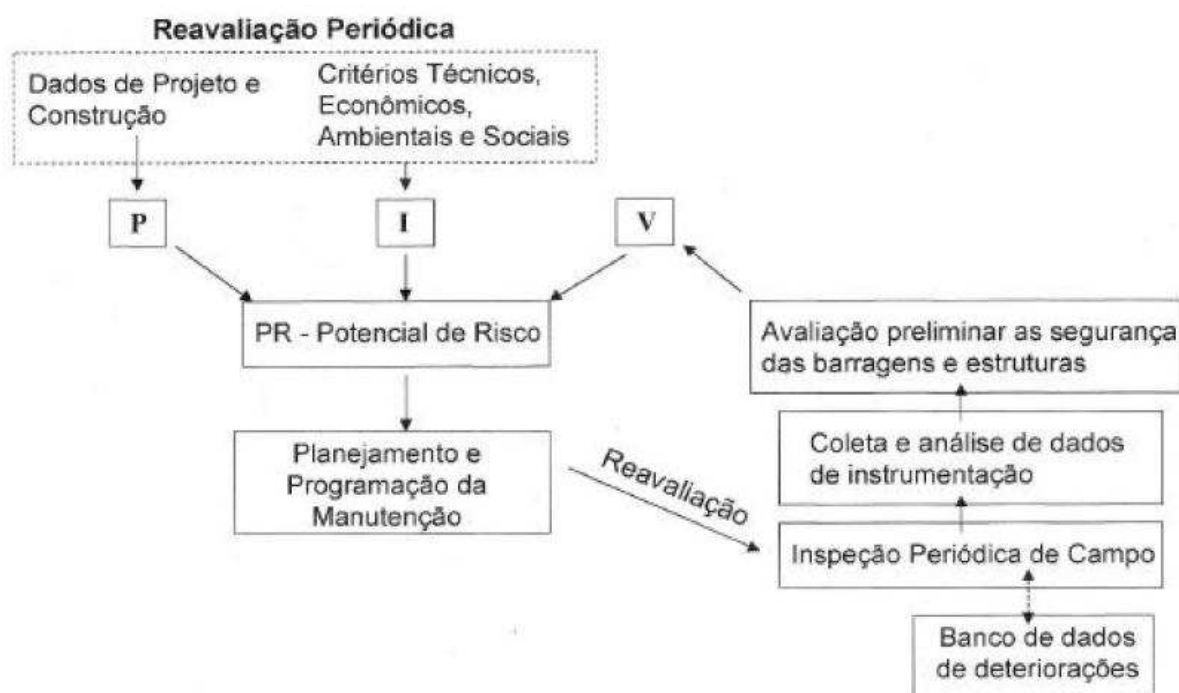 Reavaliação Periódica
Dados de Projeto e
Construção
Critérios Técnicos,
Econômicos,
Ambientais e Sociais
P
I
V
PR - Potencial de Risco
Avaliação preliminar as segurança
das barragens e estruturas
Planejamento e
Programação da
Manutenção
Reavaliação
Coleta e análise de dados
de instrumentação
Inspeção Periódica de Campo
Banco de dados
de deteriorações